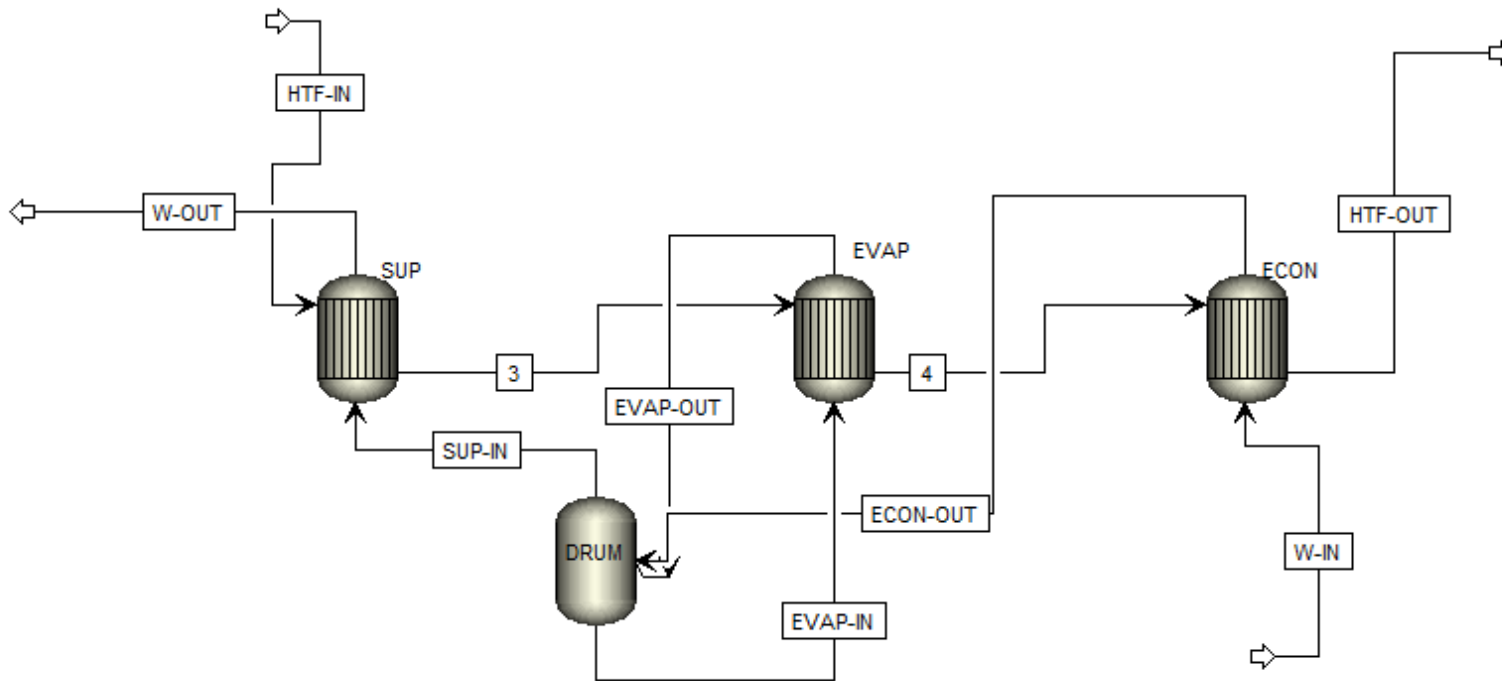 HTF-IN
W-OUT
HTF-OUT
EVAP
SUP
ECON
3
4
EVAP-OUT
SUP-IN
ECON-OUT
DRUM
W-IN
EVAP-IN